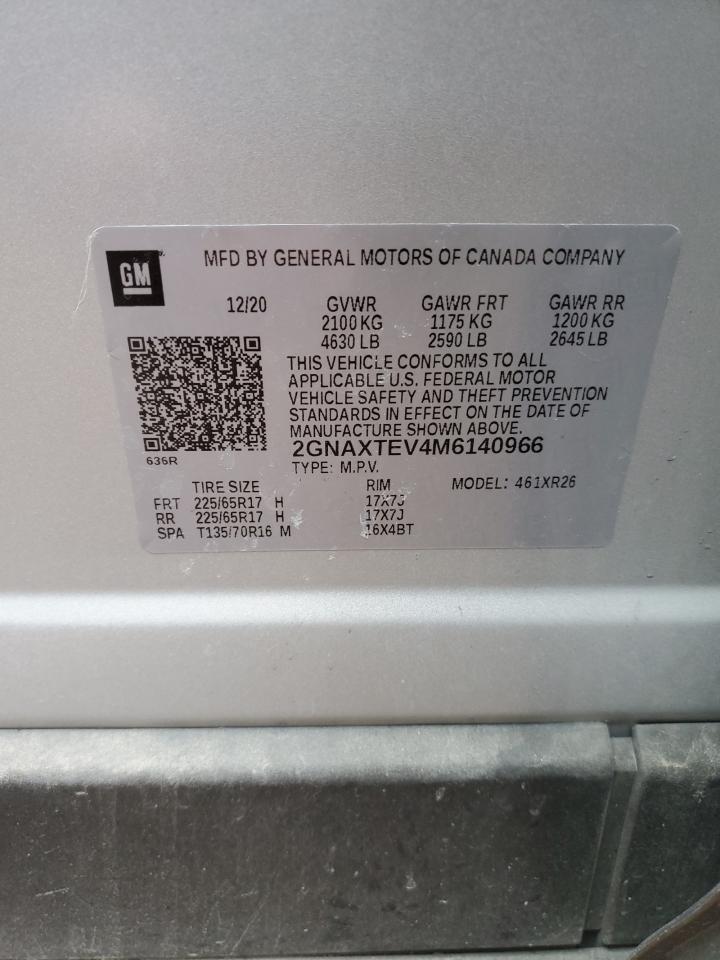 GM
MFD BY GENERAL MOTORS OF CANADA COMPANY
12/20 GVWR GAWR FRT GAWR RR
2100 KG 1175 KG 1200 KG
4630 LB 2590 LB 2645 LB
THIS VEHICLE CONFORMS TO ALL
APPLICABLE U.S. FEDERAL MOTOR
VEHICLE SAFETY AND THEFT PREVENTION
STANDARDS IN EFFECT ON THE DATE OF
MANUFACTURE SHOWN ABOVE.
2GNAXTEV4M6140966
636R
TYPE: M.P.V.
TIRE SIZE RIM MODEL: 461XR26
FRT 225/65R17 H 17X7J
RR 225/65R17 H 17X7J
SPA T135/70R16 M 16X4BT